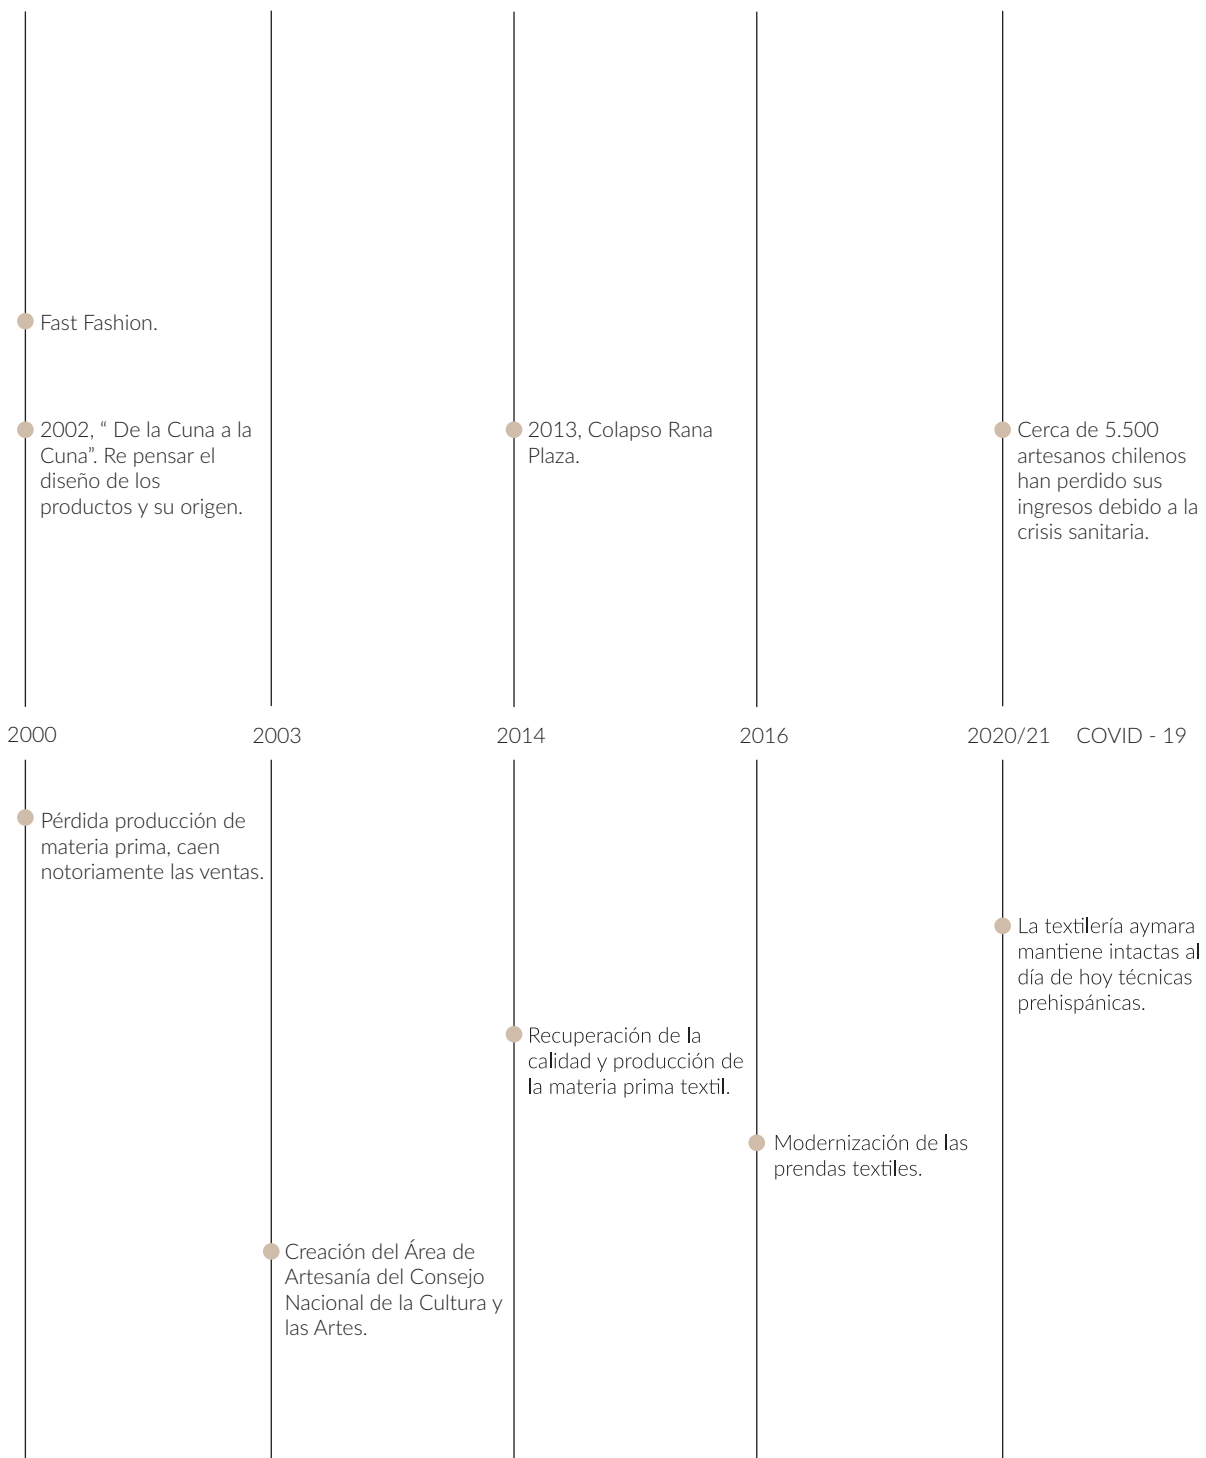 Fast Fashion.
2002, “ De la Cuna a la
Cuna”. Re pensar el
diseño de los
productos y su origen.
2013, Colapso Rana
Plaza.
Cerca de 5.500
artesanos chilenos
han perdido sus
ingresos debido a la
crisis sanitaria.
2000
2003
2014
2016
2020/21
COVID - 19
Pérdida producción de
materia prima, caen
notoriamente las ventas.
La textilería aymara
mantiene intactas al
día de hoy técnicas
prehispánicas.
Recuperación de la
calidad y producción de
la materia prima textil.
Modernización de las
prendas textiles.
Creación del Área de
Artesanía del Consejo
Nacional de la Cultura y
las Artes.